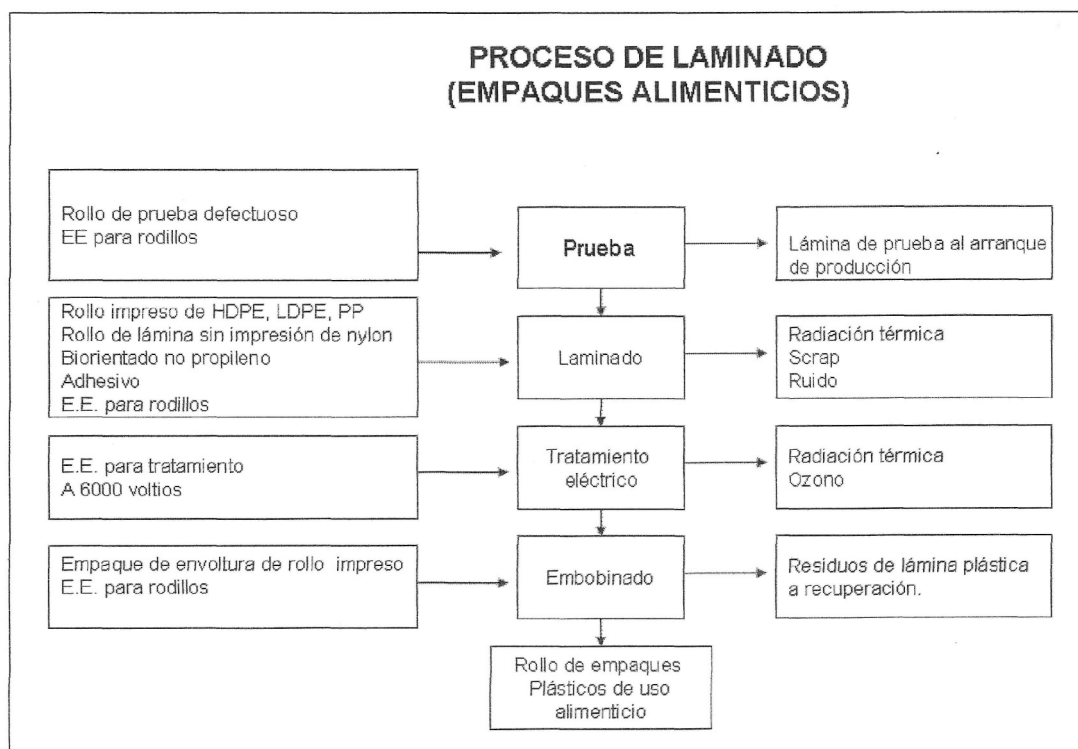 PROCESO DE LAMINADO
(EMPAQUES ALIMENTICIOS)
Rollo de prueba defectuoso
EE para rodillos
Prueba
Lámina de prueba al arranque
de producción
Rollo impreso de HDPE, LDPE, PP
Rollo de lámina sin impresión de nylon
Biorientado no propileno
Adhesivo
E.E. para rodillos
Laminado
Radiación térmica
Scrap
Ruido
E.E. para tratamiento
A 6000 voltios
Tratamiento
eléctrico
Radiación térmica
Ozono
Empaque de envoltura de rollo impreso
E.E. para rodillos
Embobinado
Residuos de lámina plástica
a recuperación.
Rollo de empaques
Plásticos de uso
alimenticio